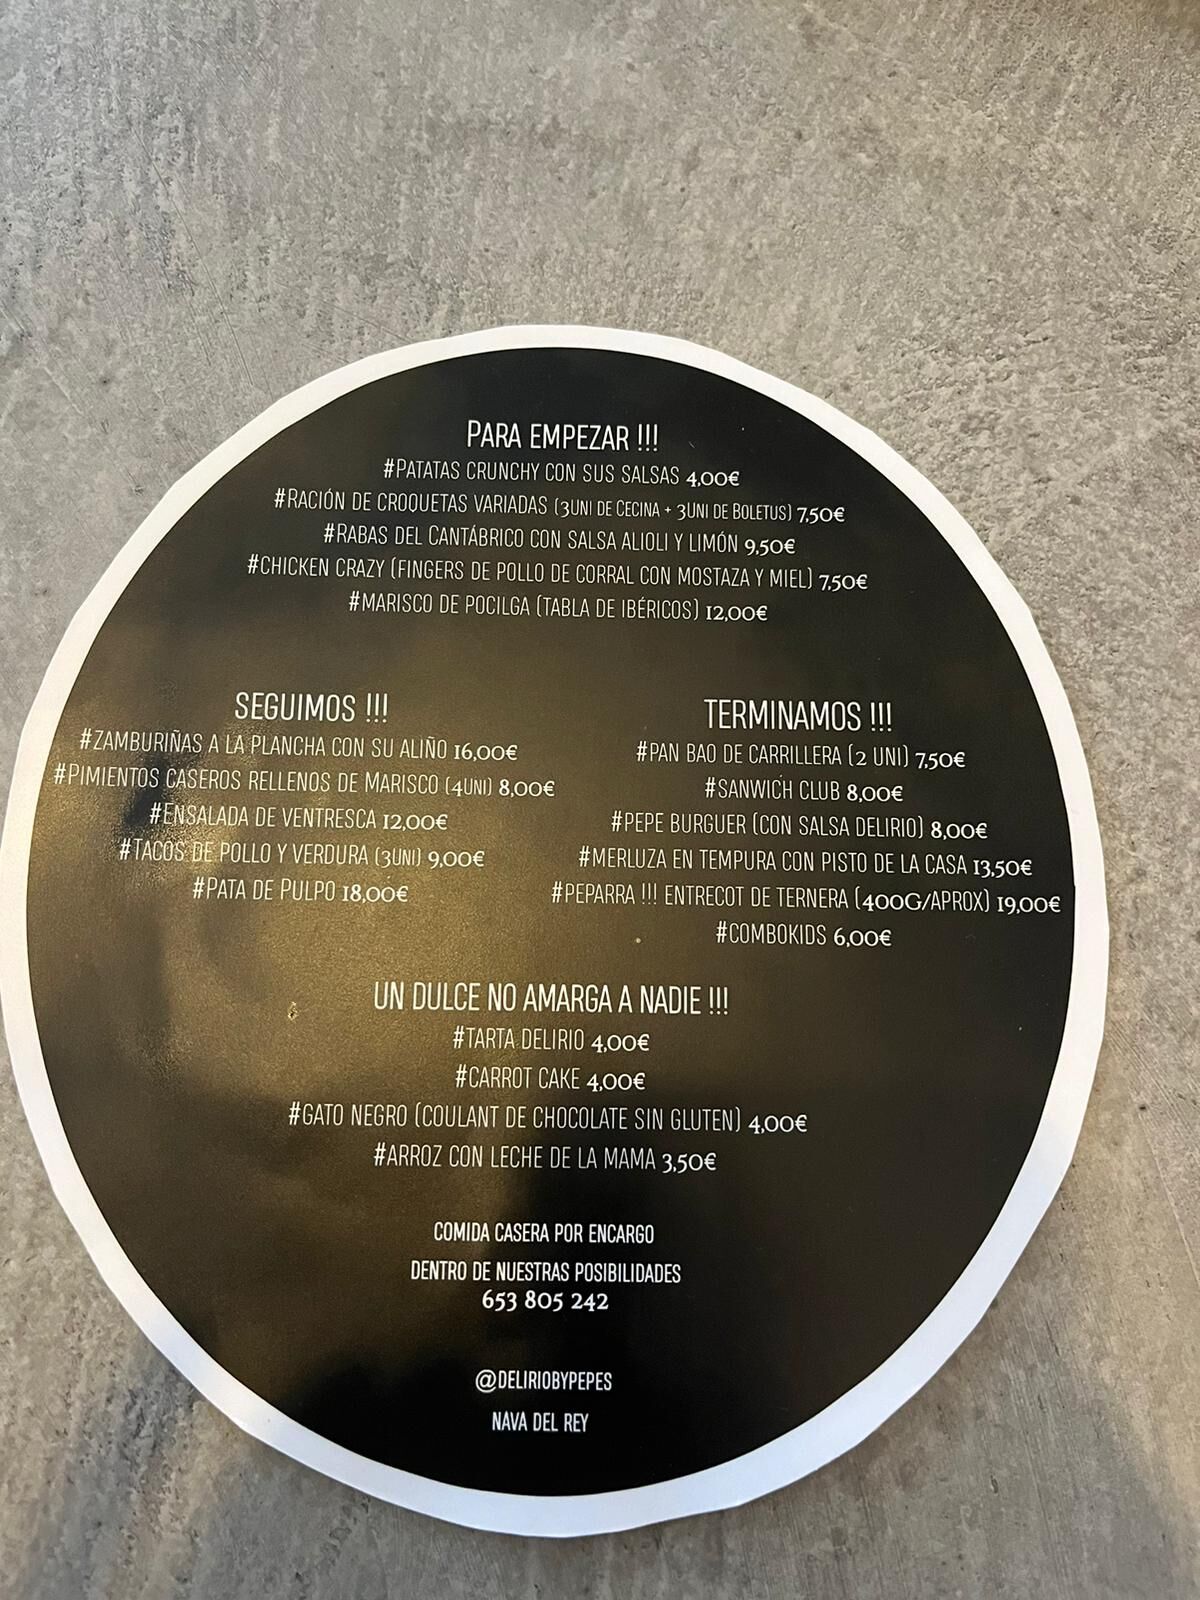 PARA EMPEZAR !!!
#PATATAS CRUNCHY CON SUS SALSAS 4,00€
#RACIÓN DE CROQUETAS VARIADAS (3UNI DE CECINA + 3UNI DE BOLETUS) 7,50€
#RABAS DEL CANTÁBRICO CON SALSA ALIOLI Y LIMÓN 9,50€
#CHICKEN CRAZY (FINGERS DE POLLO DE CORRAL CON MOSTAZA Y MIEL) 7,50€
#MARISCO DE POCILGA (TABLA DE IBÉRICOS) 12,00€
SEGUIMOS !!!
#ZAMBURIÑAS A LA PLANCHA CON SU ALIÑO 16,00€
#PIMIENTOS CASEROS RELLENOS DE MARISCO (4UNI) 8,00€
#ENSALADA DE VENTRESCA 12,00€
#TACOS DE POLLO Y VERDURA (3UNI) 9,00€
#PATA DE PULPO 18,00€
TERMINAMOS !!!
#PAN BAO DE CARRILLERA (2 UNI) 7,50€
#SANWICH CLUB 8,00€
#PEPE BURGUER (CON SALSA DELIRIO) 8,00€
#MERLUZA EN TEMPURA CON PISTO DE LA CASA 13,50€
#PEPARRA !!! ENTRECOT DE TERNERA (400G/APROX) 19,00€
#COMBOKIDS 6,00€
UN DULCE NO AMARGA A NADIE !!!
#TARTA DELIRIO 4,00€
#CARROT CAKE 4,00€
#GATO NEGRO (COULANT DE CHOCOLATE SIN GLUTEN) 4,00€
#ARROZ CON LECHE DE LA MAMA 3,50€
COMIDA CASERA POR ENCARGO
DENTRO DE NUESTRAS POSIBILIDADES
653 805 242
@DELIRIOBYPEPES
NAVA DEL REY